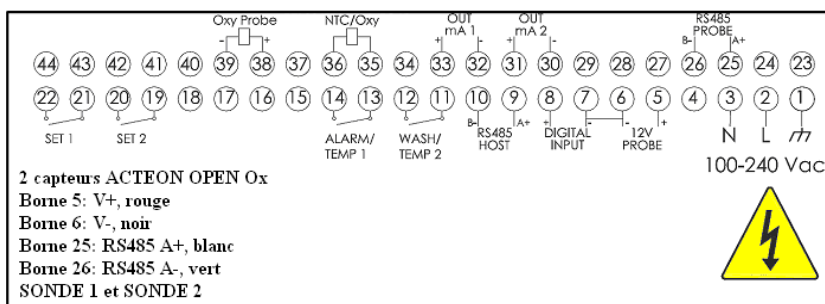 Oxy Probe NTC/Oxy OUT mA 1 OUT mA 2 RS485 PROBE
- + + - + - B- A+
44 43 42 41 40 39 38 37 36 35 34 33 32 31 30 29 28 27 26 25 24 23
22 21 20 19 18 17 16 15 14 13 12 11 10 9 8 7 6 5 4 3 2 1
B- A+ + - - +
SET 1 SET 2 ALARM/ TEMP 1 WASH/ TEMP 2 RS485 HOST DIGITAL INPUT 12V PROBE N L
100-240 Vac
2 capteurs ACTEON OPEN Ox
Borne 5: V+, rouge
Borne 6: V-, noir
Borne 25: RS485 A+, blanc
Borne 26: RS485 A-, vert
SONDE 1 et SONDE 2